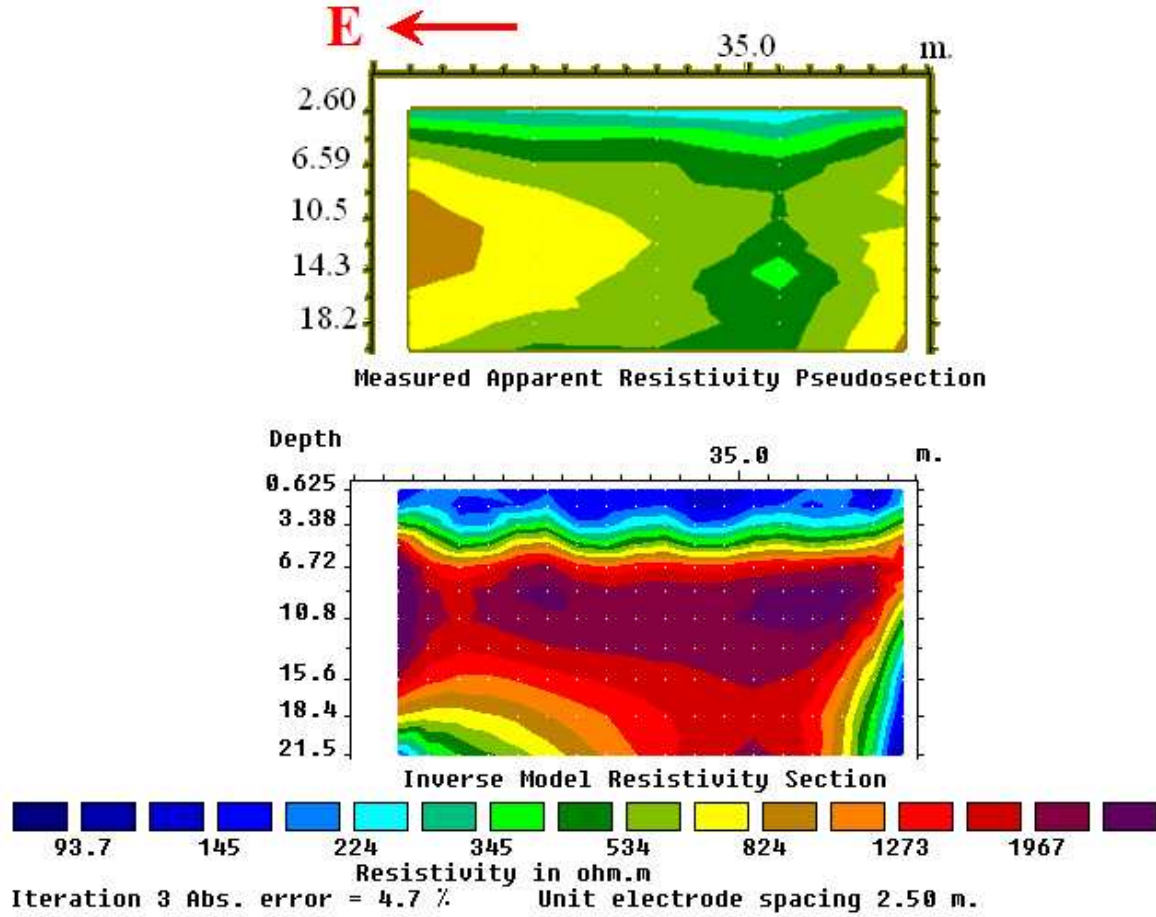 E
35.0 m.
2.60
6.59
10.5
14.3
18.2
Measured Apparent Resistivity Pseudosection
Depth 35.0 m.
0.625
3.38
6.72
10.8
15.6
18.4
21.5
Inverse Model Resistivity Section
93.7 145 224 345 534 824 1273 1967
Resistivity in ohm.m
Iteration 3 Abs. error = 4.7 % Unit electrode spacing 2.50 m.